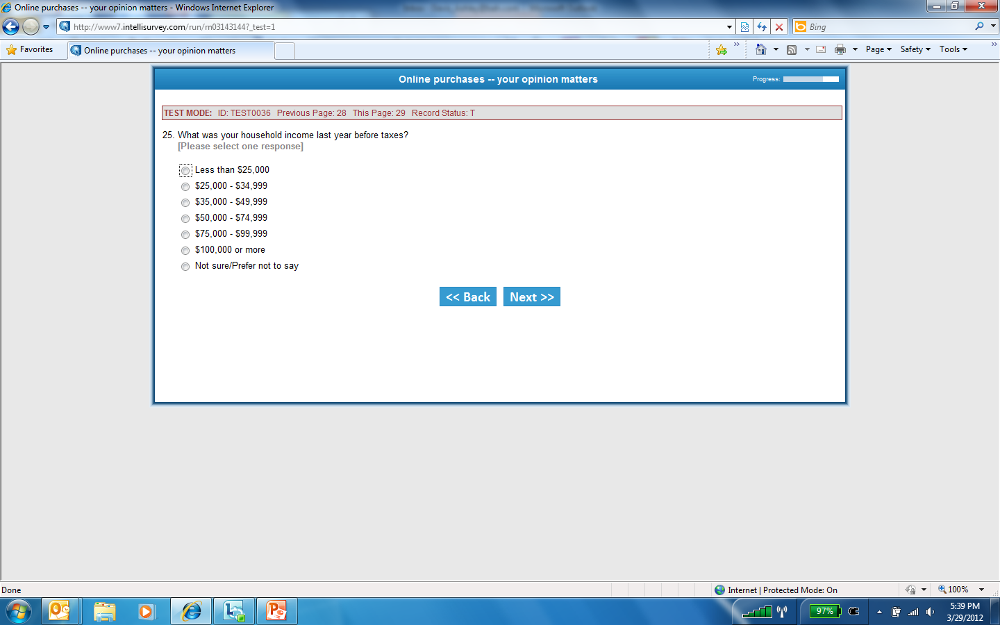 Online purchases -- your opinion matters - Windows Internet Explorer
http://www7.intellisurvey.com/run/rn03143144?_test=1
Bing
Favorites
Online purchases -- your opinion matters
Page
Safety
Tools
Online purchases -- your opinion matters
Progress:
TEST MODE: ID: TEST0036 Previous Page: 28 This Page: 29 Record Status: T
25. What was your household income last year before taxes?
[Please select one response]
Less than $25,000
$25,000 - $34,999
$35,000 - $49,999
$50,000 - $74,999
$75,000 - $99,999
$100,000 or more
Not sure/Prefer not to say
<< Back Next >>
Done
Internet | Protected Mode: On
100%
97%
5:39 PM
3/29/2012